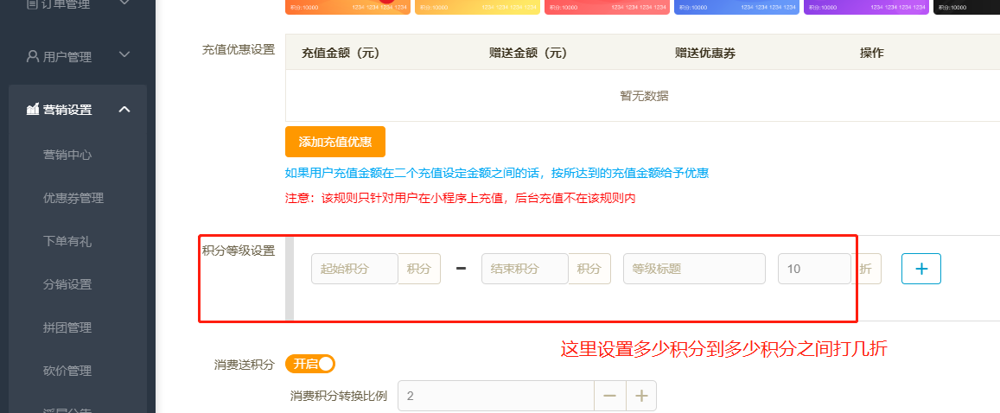 订单管理
积分:10000 1234 1234 1234 1234
积分:10000 1234 1234 1234 1234
积分:10000 1234 1234 1234 1234
积分:10000 1234 1234 1234 1234
积分:10000 1234 1234 1234 1234
积分:10000
用户管理
营销设置
营销中心
优惠券管理
下单有礼
分销设置
拼团管理
砍价管理
充值优惠设置
充值金额（元） 赠送金额（元） 赠送优惠券 操作
暂无数据
添加充值优惠
如果用户充值金额在二个充值设定金额之间的话，按所达到的充值金额给予优惠
注意：该规则只针对用户在小程序上充值，后台充值不在该规则内
积分等级设置
起始积分 积分 - 结束积分 积分 等级标题 10 折 +
这里设置多少积分到多少积分之间打几折
消费送积分 开启
消费积分转换比例 2 − +